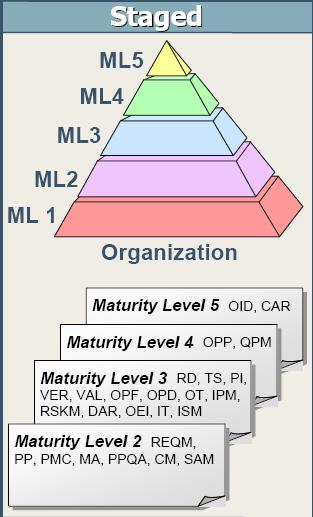 Staged
ML5
ML4
ML3
ML2
ML 1
Organization
Maturity Level 5 OID, CAR
Maturity Level 4 OPP, QPM
Maturity Level 3 RD, TS, PI,
VER, VAL, OPF, OPD, OT, IPM,
RSKM, DAR, OEI, IT, ISM
Maturity Level 2 REQM,
PP, PMC, MA, PPQA, CM, SAM